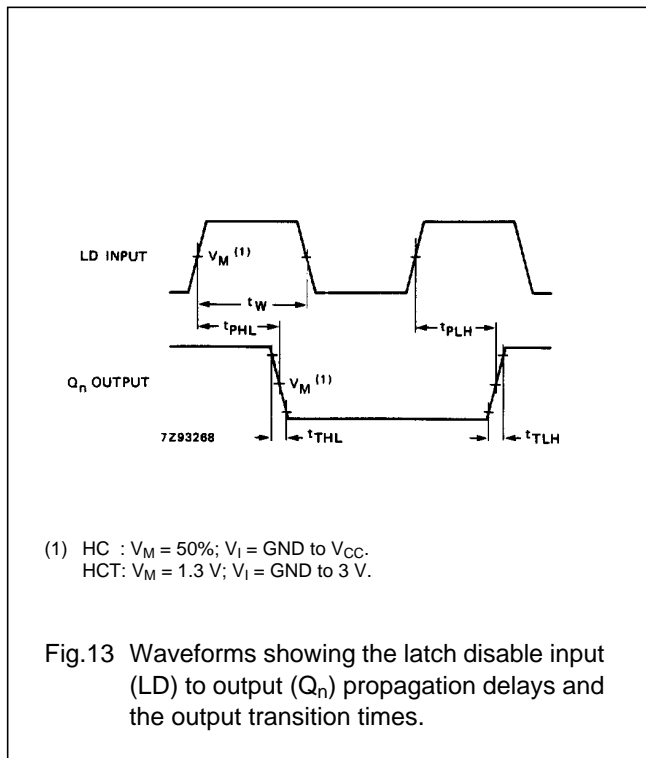 LD INPUT
V_M (1)
t_W
t_PHL
t_PLH
Q_n OUTPUT
V_M (1)
7Z93268
t_THL
t_TLH
(1) HC : V_M = 50%; V_I = GND to V_CC.
HCT: V_M = 1.3 V; V_I = GND to 3 V.
Fig.13 Waveforms showing the latch disable input
(LD) to output (Q_n) propagation delays and
the output transition times.